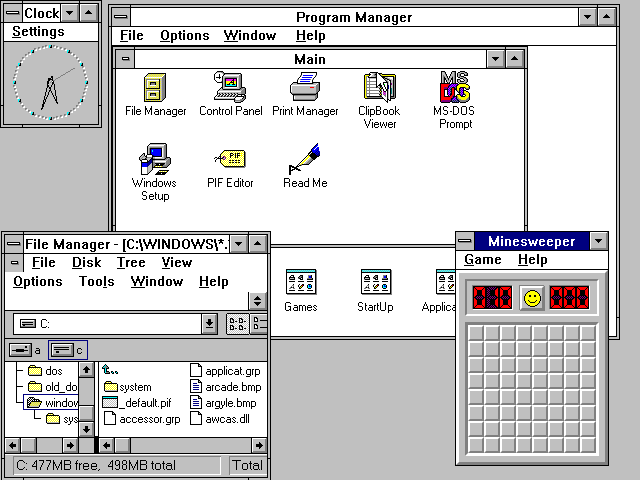 Clock
Settings
Program Manager
File Options Window Help
Main
File Manager
Control Panel
Print Manager
ClipBook
Viewer
MS-DOS
Prompt
Windows
Setup
PIF Editor
Read Me
Games
StartUp
Applica
File Manager - [C:\WINDOWS\*.
File Disk Tree View
Options Tools Window Help
C:
a c
dos
old_do
window
sys
system
_default.pif
accessor.grp
applicat.grp
arcade.bmp
argyle.bmp
awcas.dll
C: 477MB free, 498MB total
Total
Minesweeper
Game Help